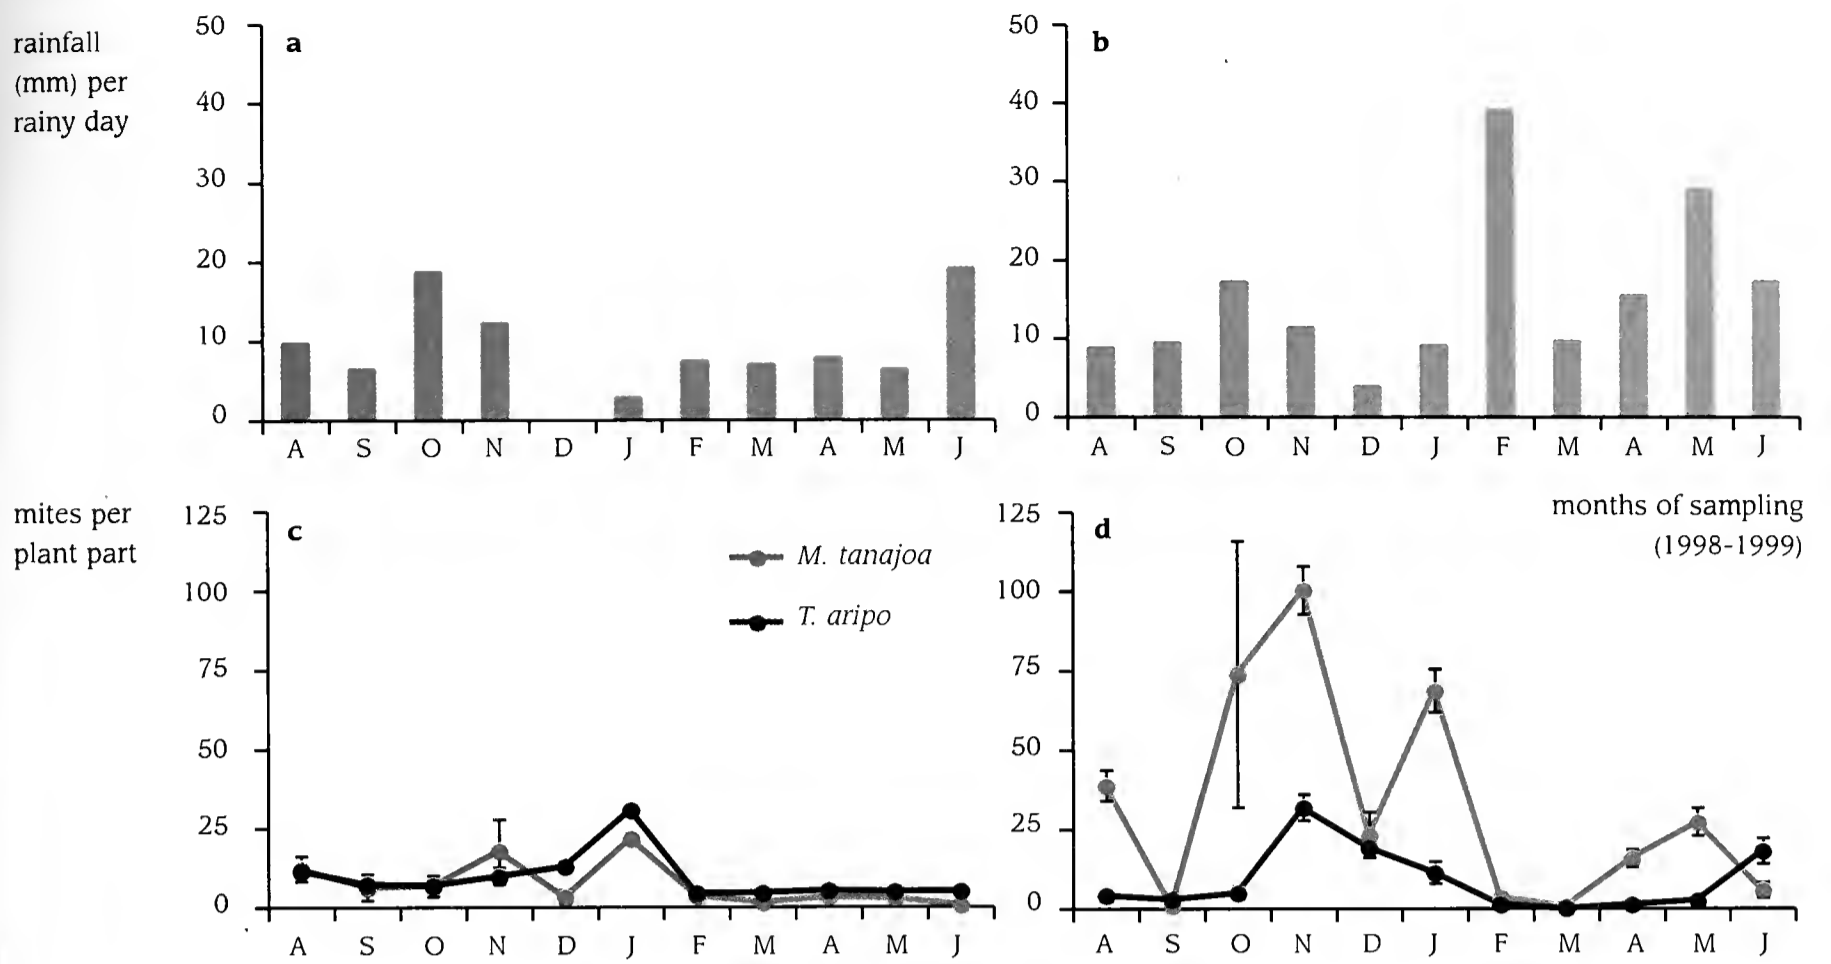 rainfall
(mm) per
rainy day
50
40
30
20
10
0
a
A S O N D J F M A M J
50
40
30
20
10
0
b
A S O N D J F M A M J
mites per
plant part
125
100
75
50
25
0
c
M. tanajoa
T. aripo
A S O N D J F M A M J
months of sampling
(1998-1999)
125
100
75
50
25
0
d
A S O N D J F M A M J